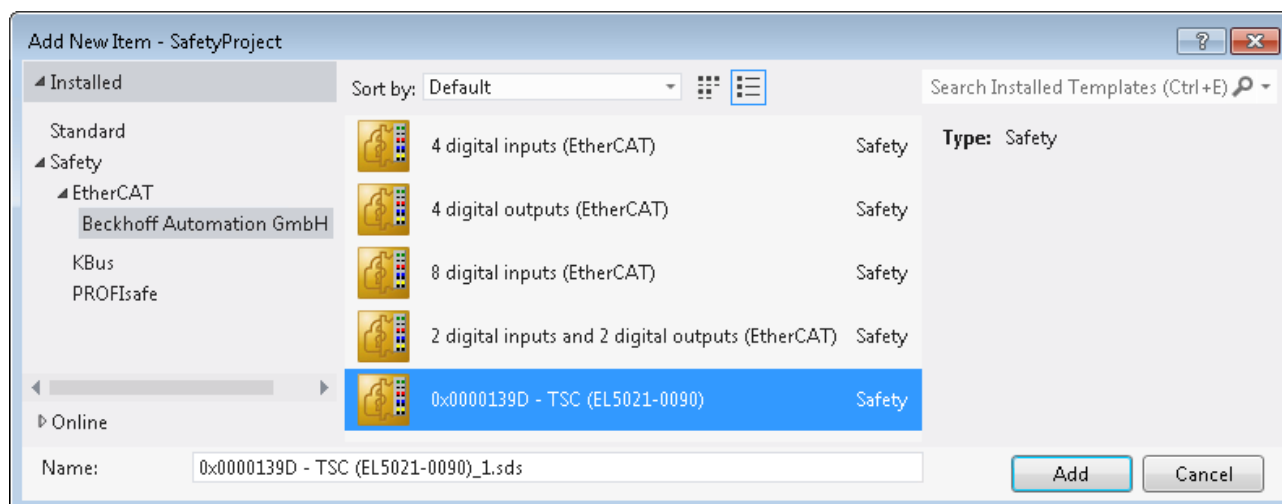 Add New Item - SafetyProject
Installed
Sort by: Default
Search Installed Templates (Ctrl+E)
Standard
Safety
EtherCAT
Beckhoff Automation GmbH
KBus
PROFIsafe
Online
4 digital inputs (EtherCAT) Safety
4 digital outputs (EtherCAT) Safety
8 digital inputs (EtherCAT) Safety
2 digital inputs and 2 digital outputs (EtherCAT) Safety
0x0000139D - TSC (EL5021-0090) Safety
Type: Safety
Name: 0x0000139D - TSC (EL5021-0090)_1.sds
Add Cancel